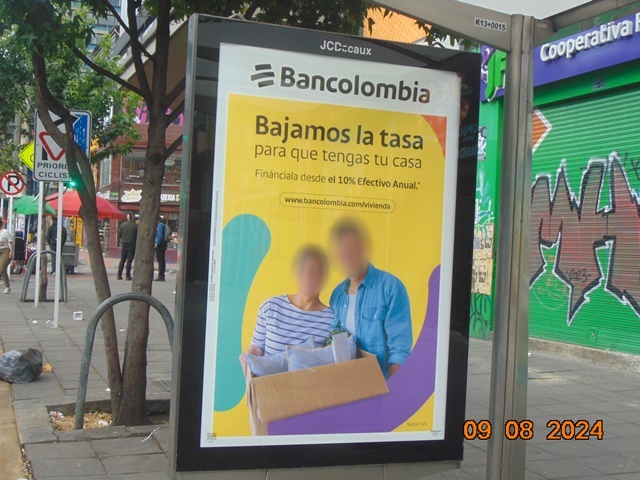 K13+0015
JCDecaux
Bancolombia
Bajamos la tasa
para que tengas tu casa
Fináncíala desde el 10% Efectivo Anual.*
www.bancolombia.com/vivienda
Cooperativa
PRIORI
CICLIS
P
09 08 2024